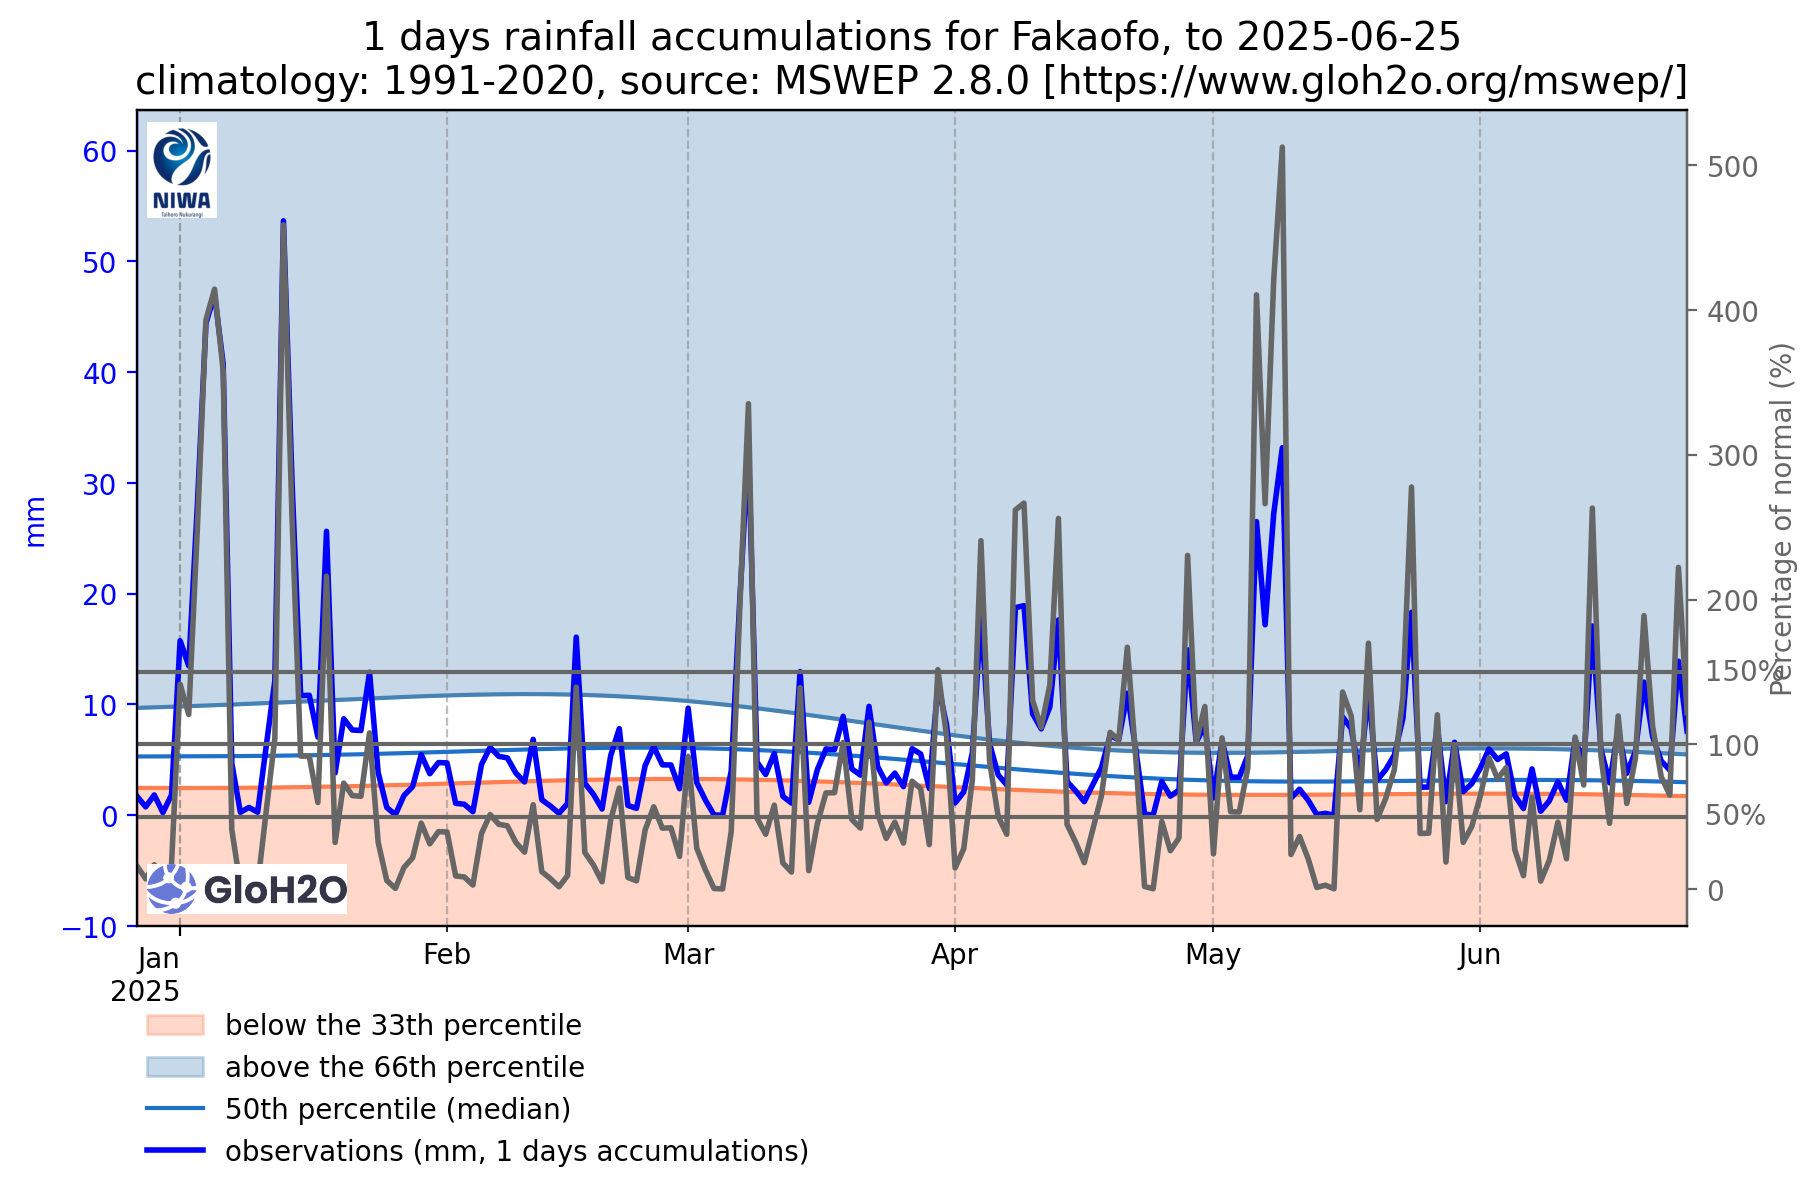 1 days rainfall accumulations for Fakaofo, to 2025-06-25
climatology: 1991-2020, source: MSWEP 2.8.0 [https://www.gloh2o.org/mswep/]
NIWA
Taihoro Nukurangi
60
50
40
30
20
10
0
−10
mm
500
400
300
200
150%
100
50%
0
Percentage of normal (%)
GloH2O
Jan
2025
Feb
Mar
Apr
May
Jun
below the 33th percentile
above the 66th percentile
50th percentile (median)
observations (mm, 1 days accumulations)